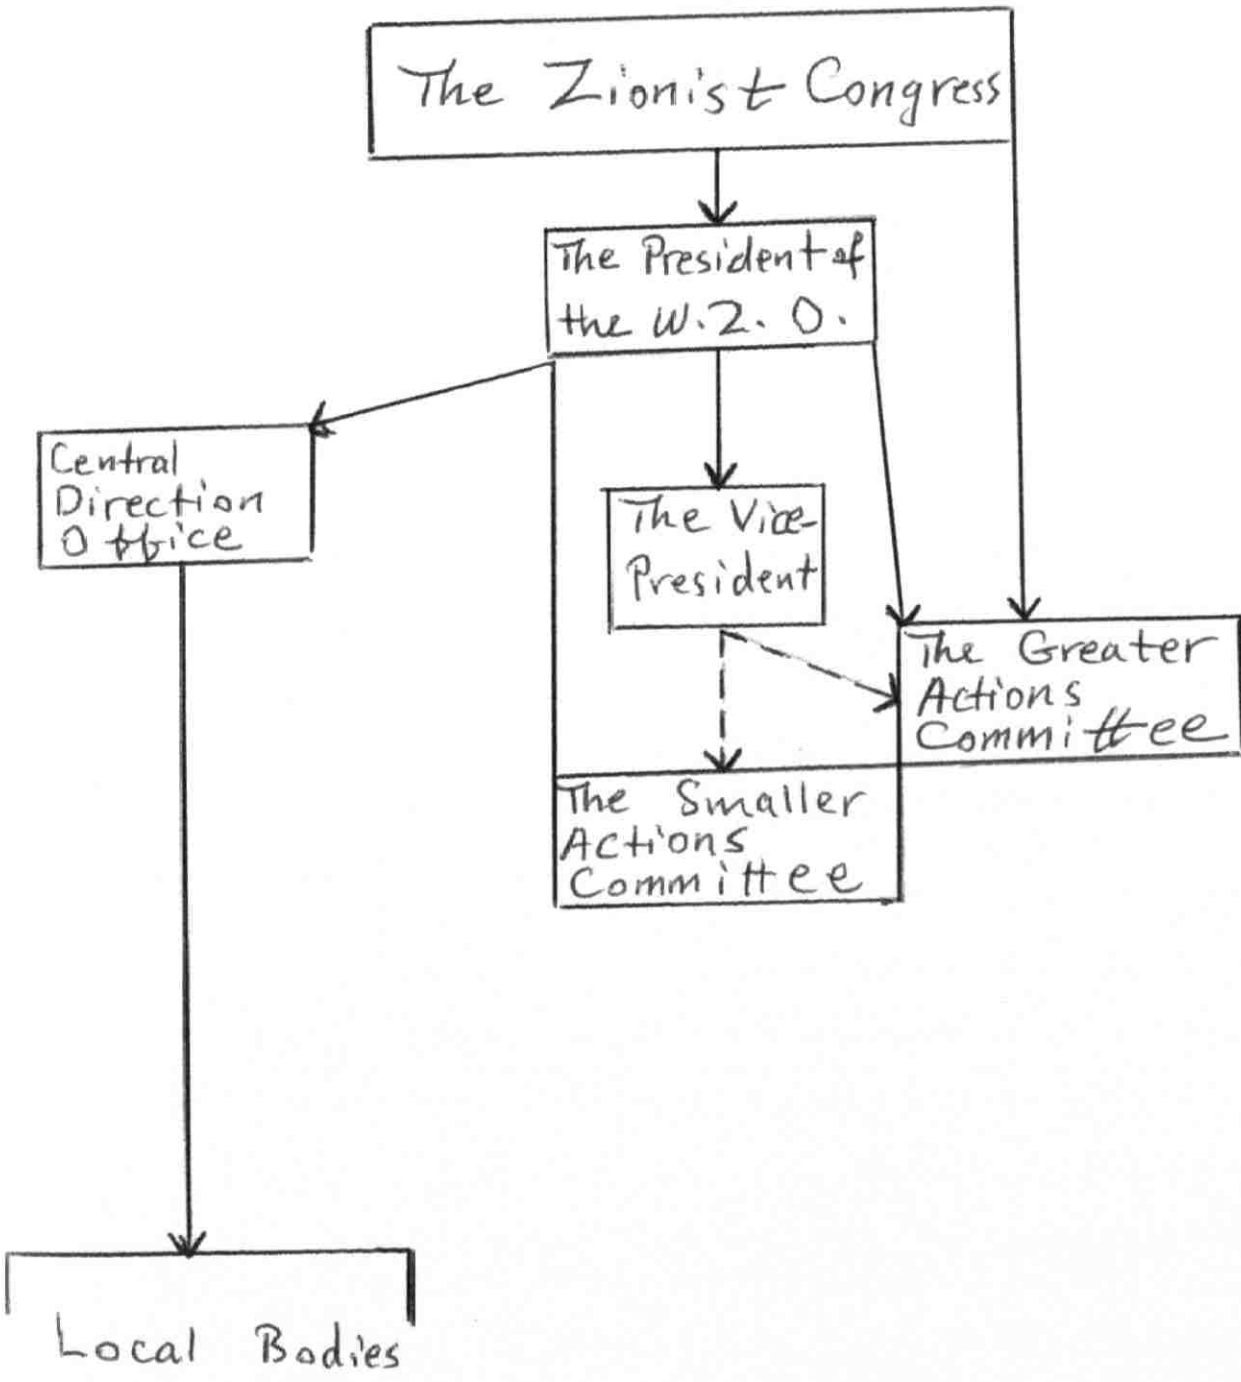 The Zionist Congress
The President of
the W.Z.O.
Central
Direction
Office
The Vice-
President
The Greater
Actions
Committee
The Smaller
Actions
Committee
Local Bodies